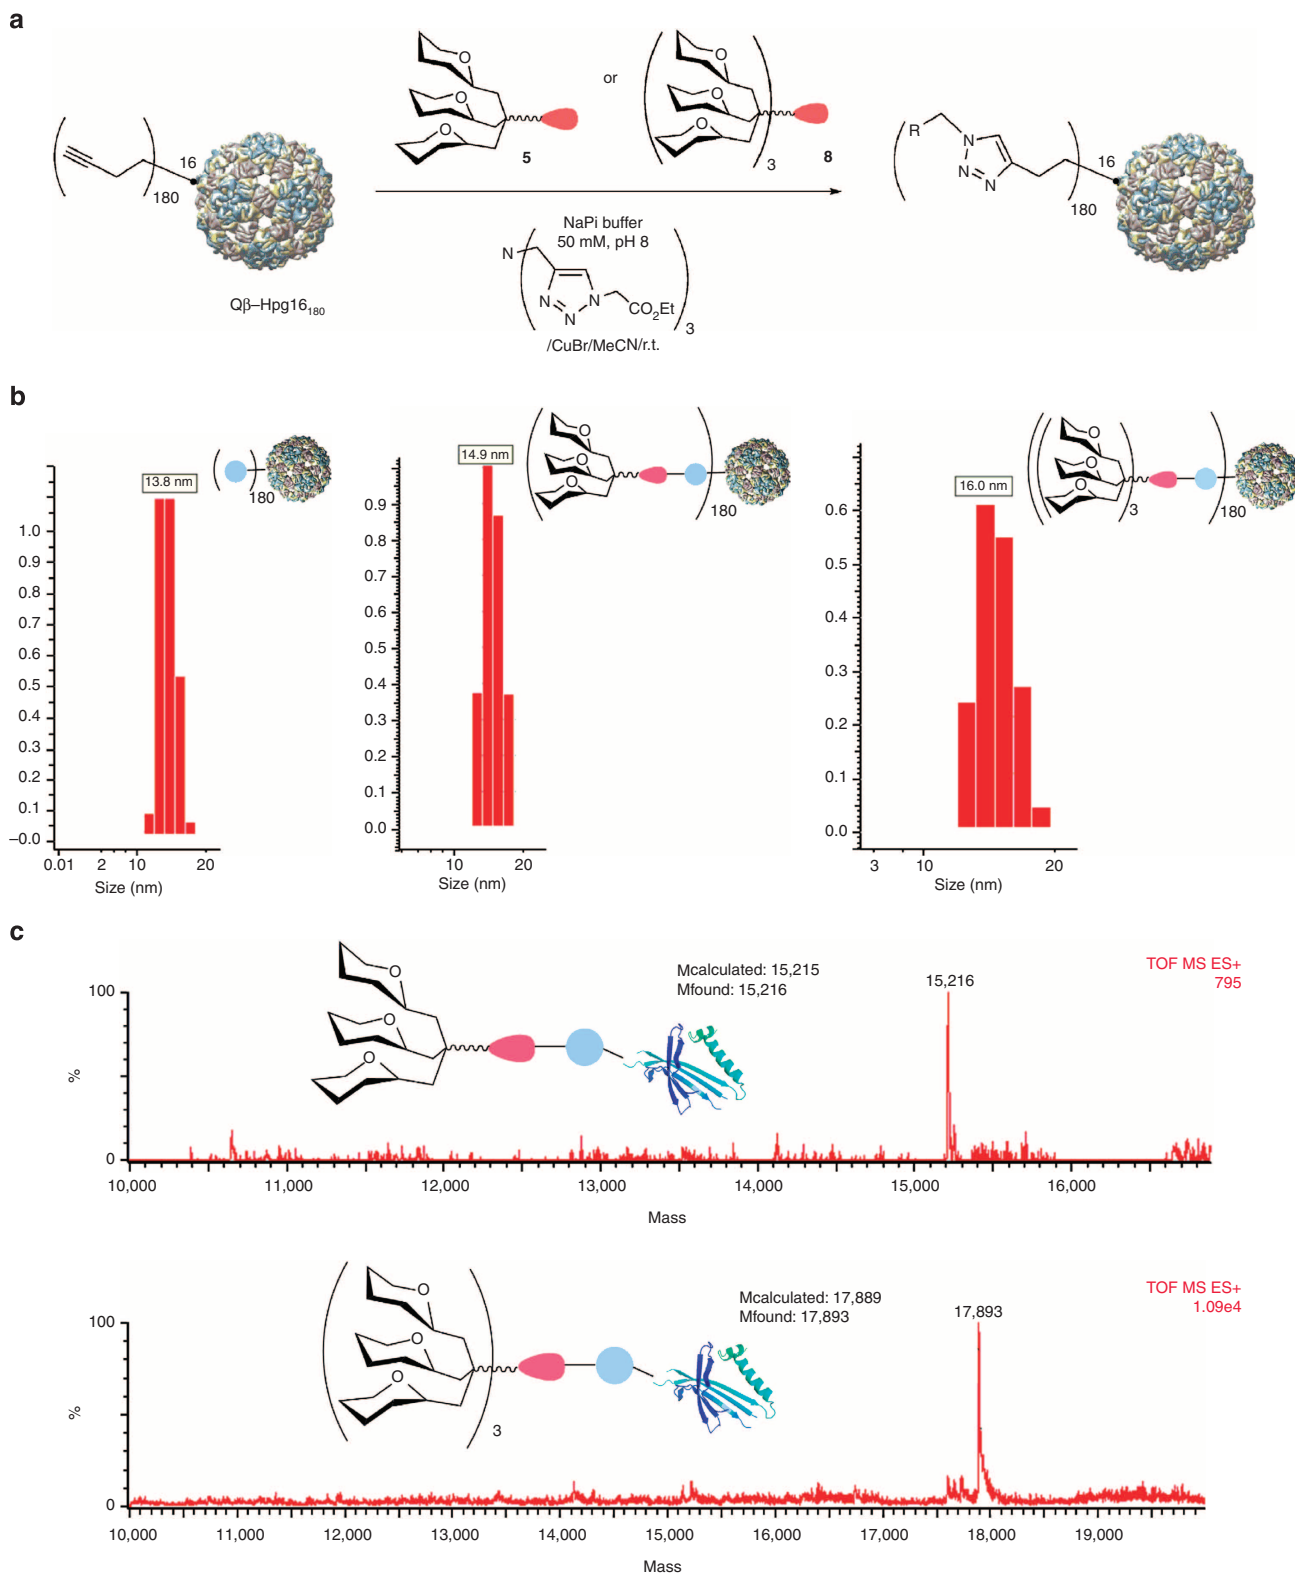 a
O
O
O
5
or
O
O
O
3
8
16
180
Qβ–Hpg16180
NaPi buffer
50 mM, pH 8
N
N
N
N
CO2Et
3
/CuBr/MeCN/r.t.
R
N
N
N
16
180
b
13.8 nm
180
1.0
0.9
0.8
0.7
0.6
0.5
0.4
0.3
0.2
0.1
–0.0
0.01 2 10 20
Size (nm)
14.9 nm
O
O
O
180
0.9
0.8
0.7
0.6
0.5
0.4
0.3
0.2
0.1
0.0
10 20
Size (nm)
16.0 nm
O
O
O
3
180
0.6
0.5
0.4
0.3
0.2
0.1
0.0
3 10 20
Size (nm)
c
O
O
O
Mcalculated: 15,215
Mfound: 15,216
15,216
TOF MS ES+
795
100
%
0
10,000 11,000 12,000 13,000 14,000 15,000 16,000
Mass
O
O
O
3
Mcalculated: 17,889
Mfound: 17,893
17,893
TOF MS ES+
1.09e4
100
%
0
10,000 11,000 12,000 13,000 14,000 15,000 16,000 17,000 18,000 19,000
Mass